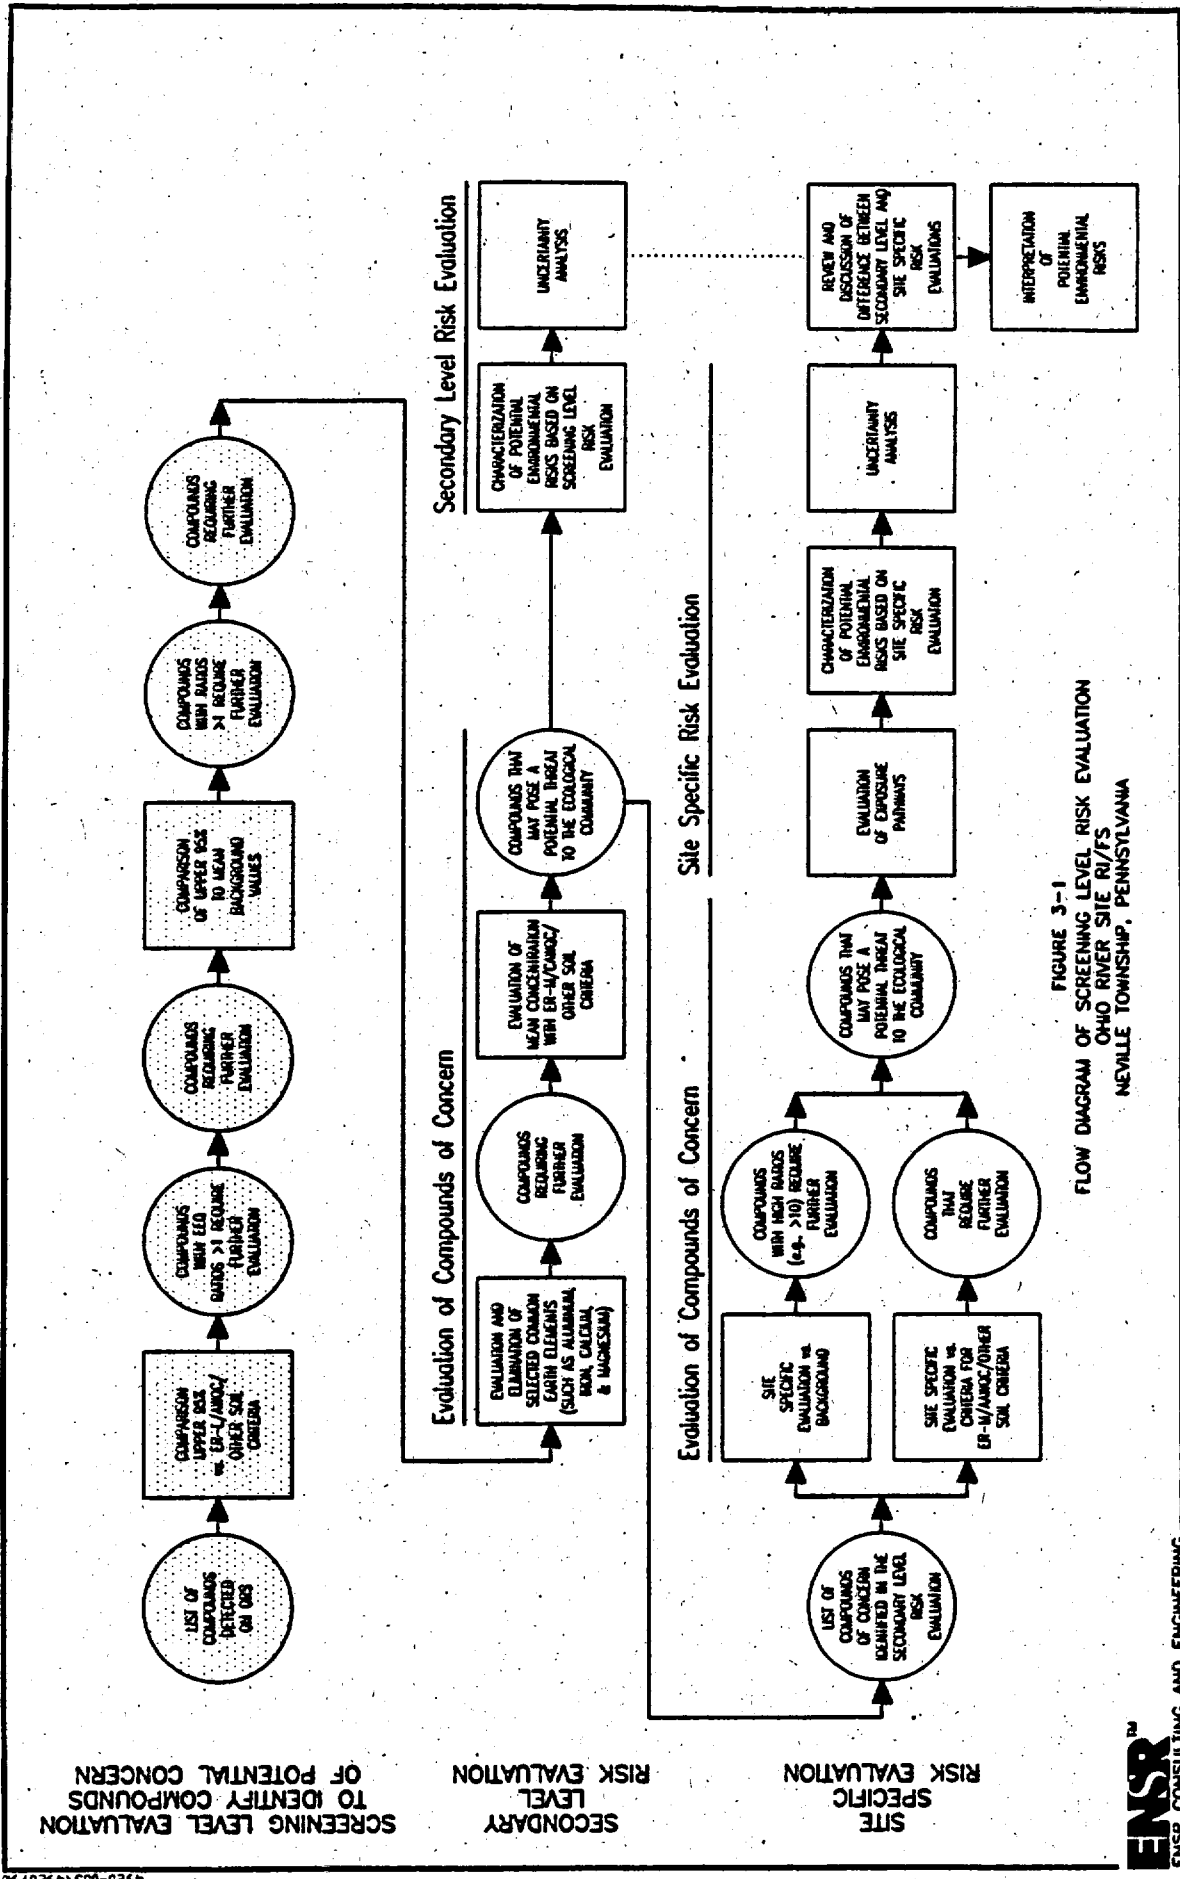 SCREENING LEVEL EVALUATION
TO IDENTIFY COMPOUNDS
OF POTENTIAL CONCERN
LIST OF
COMPOUNDS
DETECTED
ON ORS
COMPARISON
UPPER 95%
vs. ER-L/AWQC/
OTHER SOIL
CRITERIA
COMPOUNDS
WITH EEQ
RATIOS >1 REQUIRE
FURTHER
EVALUATION
COMPOUNDS
REQUIRING
FURTHER
EVALUATION
COMPARISON
OF UPPER 95%
TO MEAN
BACKGROUND
VALUES
COMPOUNDS
WITH RATIOS
>1 REQUIRE
FURTHER
EVALUATION
COMPOUNDS
REQUIRING
FURTHER
EVALUATION
SECONDARY
LEVEL
RISK EVALUATION
Evaluation of Compounds of Concern
EVALUATION AND
ELIMINATION OF
SELECTED COMMON
EARTH ELEMENTS
(SUCH AS ALUMINUM,
IRON, CALCIUM,
& MAGNESIUM)
COMPOUNDS
REQUIRING
FURTHER
EVALUATION
EVALUATION OF
MEAN CONCENTRATION
WITH ER-M/CAWQC/
OTHER SOIL
CRITERIA
COMPOUNDS THAT
MAY POSE A
POTENTIAL THREAT
TO THE ECOLOGICAL
COMMUNITY
Secondary Level Risk Evaluation
CHARACTERIZATION
OF POTENTIAL
ENVIRONMENTAL
RISKS BASED ON
SCREENING LEVEL
RISK
EVALUATION
UNCERTAINTY
ANALYSIS
SITE
SPECIFIC
RISK EVALUATION
LIST OF
COMPOUNDS
OF CONCERN
IDENTIFIED IN THE
SECONDARY LEVEL
RISK
EVALUATION
Evaluation of Compounds of Concern
SITE
SPECIFIC
EVALUATION vs.
BACKGROUND
COMPOUNDS
WITH HIGH RATIOS
(e.g. >10) REQUIRE
FURTHER
EVALUATION
SITE SPECIFIC
EVALUATION vs.
CRITERIA FOR
ER-M/AWQC/OTHER
SOIL CRITERIA
COMPOUNDS
THAT
REQUIRE
FURTHER
EVALUATION
COMPOUNDS THAT
MAY POSE A
POTENTIAL THREAT
TO THE ECOLOGICAL
COMMUNITY
Site Specific Risk Evaluation
EVALUATION
OF EXPOSURE
PATHWAYS
CHARACTERIZATION
OF POTENTIAL
ENVIRONMENTAL
RISKS BASED ON
SITE SPECIFIC
RISK
EVALUATION
UNCERTAINTY
ANALYSIS
REVIEW AND
DISCUSSION OF
DIFFERENCE BETWEEN
SECONDARY LEVEL AND
SITE SPECIFIC
RISK
EVALUATIONS
INTERPRETATION
OF
POTENTIAL
ENVIRONMENTAL
RISKS
FIGURE 3-1
FLOW DIAGRAM OF SCREENING LEVEL RISK EVALUATION
OHIO RIVER SITE RI/FS
NEVILLE TOWNSHIP, PENNSYLVANIA
ENSR™
ENSR CONSULTING AND ENGINEERING